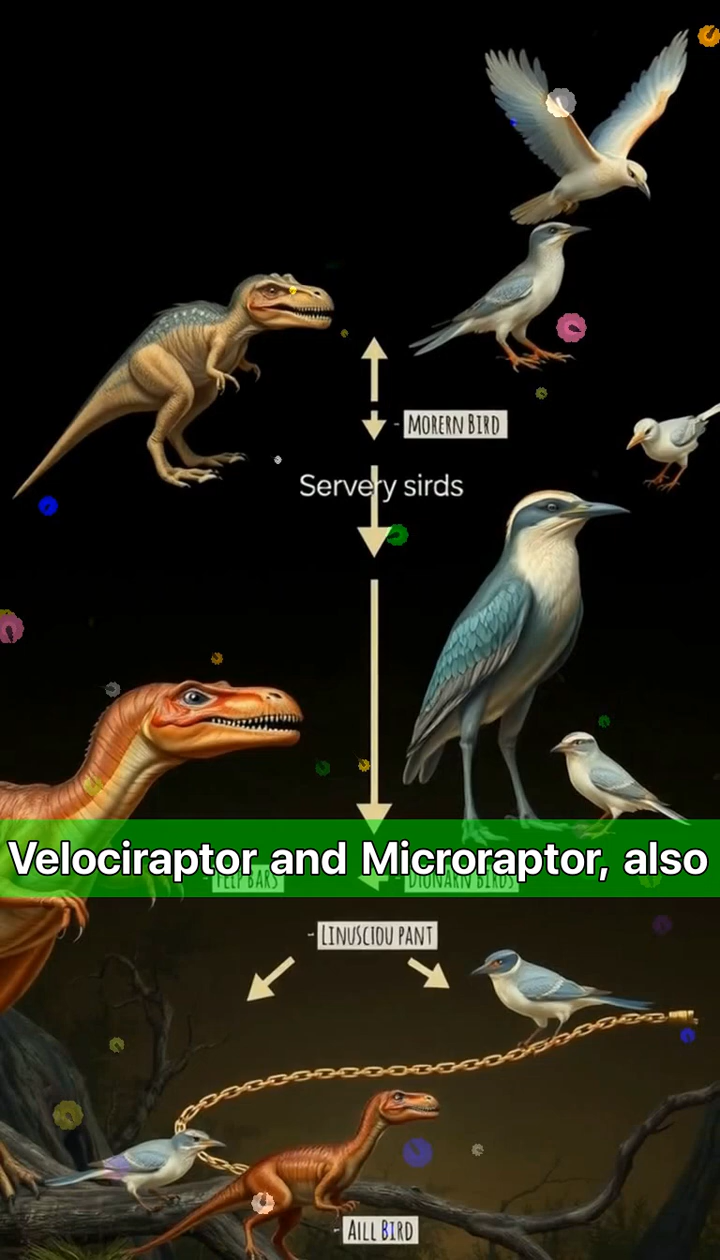 - MORERN BIRD
Servery sirds
Velociraptor and Microraptor, also
- LINUSCIOU PANT
- AILL BIRD